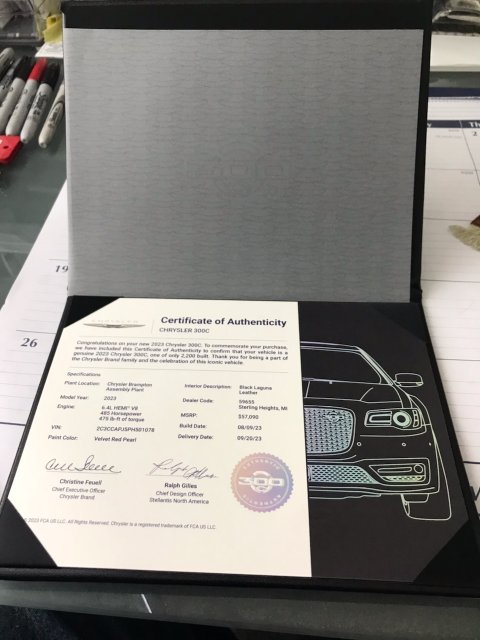 Th
2
19
26
CHRYSLER
Certificate of Authenticity
CHRYSLER 300C
Congratulations on your new 2023 Chrysler 300C. To commemorate your purchase,
we have included this Certificate of Authenticity to confirm that your vehicle is a
genuine 2023 Chrysler 300C, one of only 2,200 built. Thank you for being a part of
the Chrysler Brand family and the celebration of this iconic vehicle.
Specifications
Plant Location: Chrysler Brampton Assembly Plant
Model Year: 2023
Engine: 6.4L HEMI® V8
485 Horsepower
475 lb-ft of torque
VIN: 2C3CCAPJ5PH501078
Paint Color: Velvet Red Pearl
Interior Description: Black Laguna Leather
Dealer Code: 59655
Sterling Heights, MI
MSRP: $57,090
Build Date: 08/09/23
Delivery Date: 09/20/23
Christine Feuell
Chief Executive Officer
Chrysler Brand
Ralph Gilles
Chief Design Officer
Stellantis North America
AUTHENTIC
300
© 2023 FCA US LLC. All Rights Reserved. Chrysler is a registered trademark of FCA US LLC.